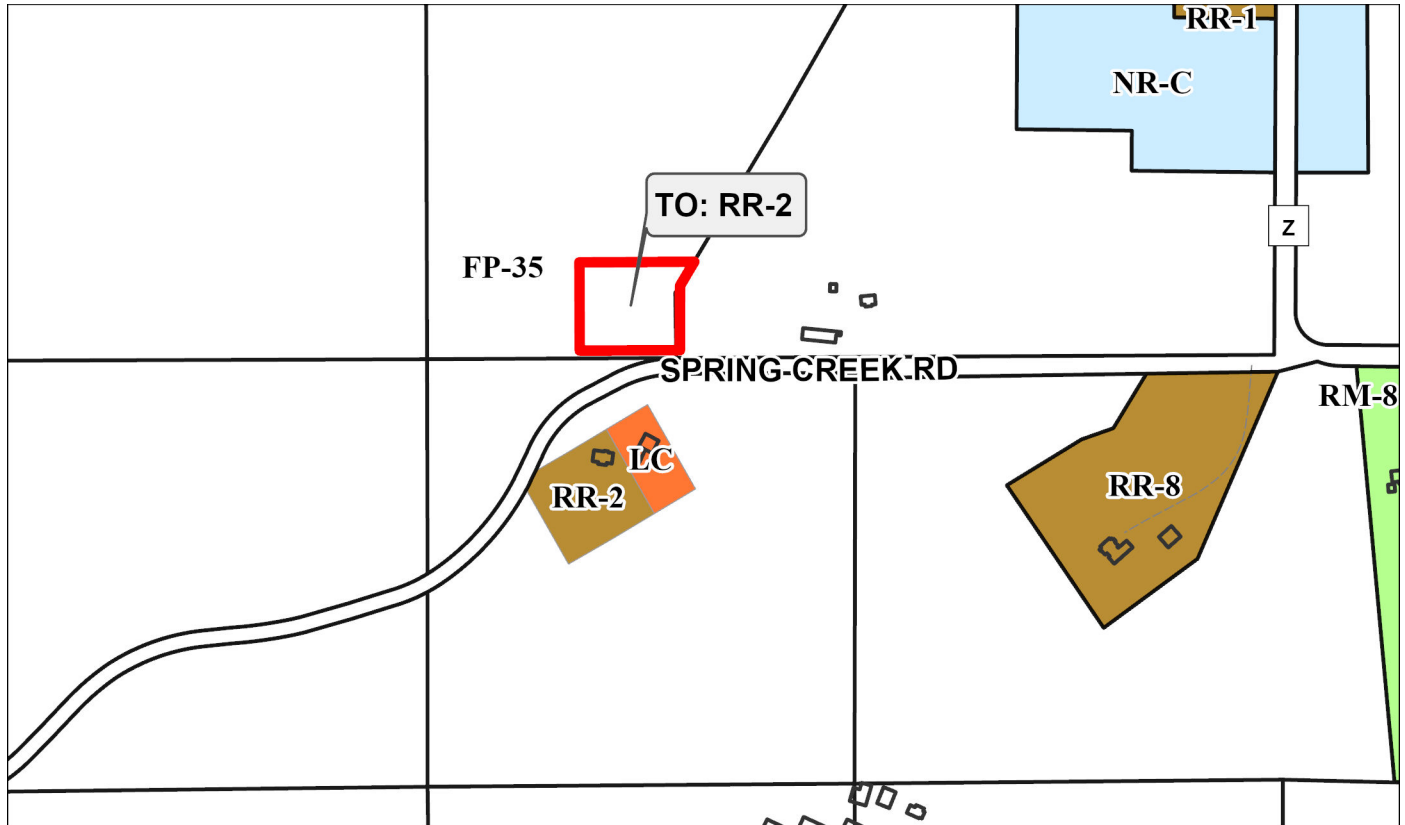 RR-1
NR-C
TO: RR-2
Z
FP-35
SPRING CREEK RD
RM-8
LC
RR-2
RR-8